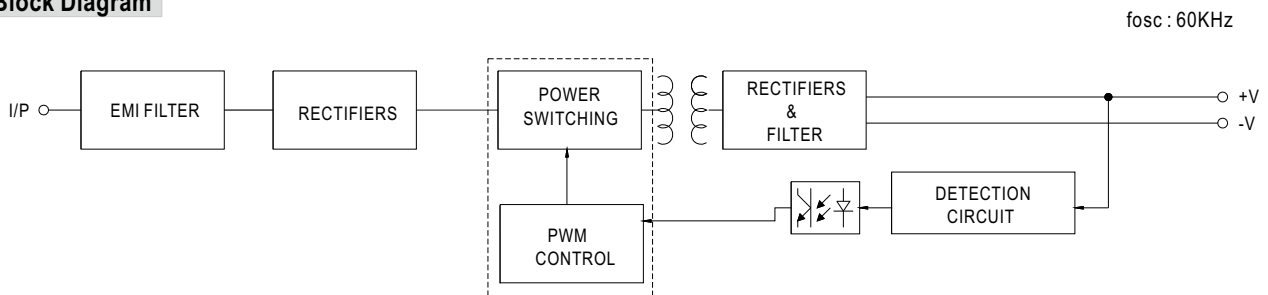 Block Diagram
fosc : 60KHz
I/P
EMI FILTER
RECTIFIERS
POWER
SWITCHING
RECTIFIERS
&
FILTER
+V
-V
DETECTION
CIRCUIT
PWM
CONTROL